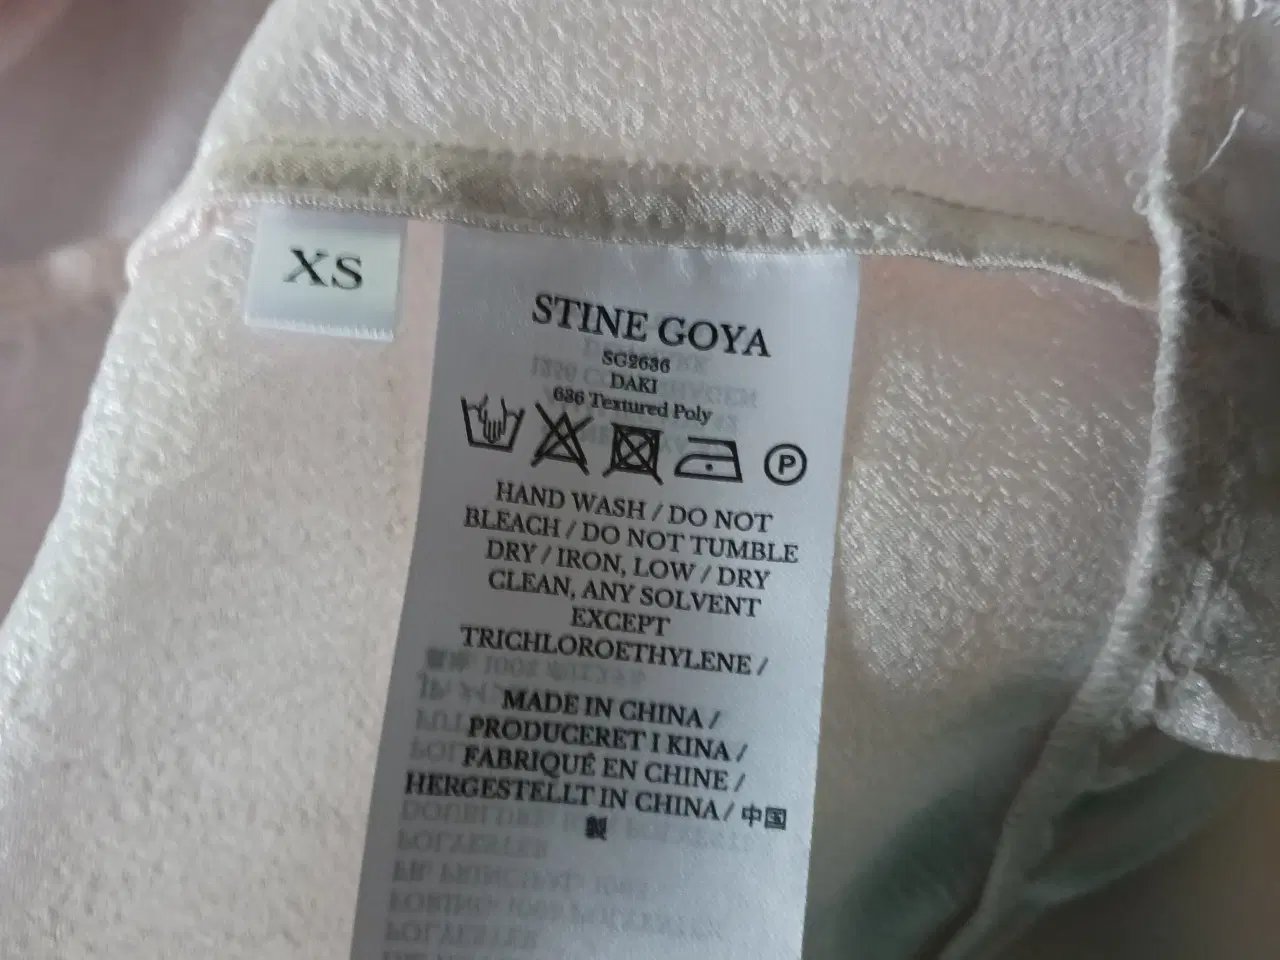 XS
STINE GOYA
SG2636
DAKI
636 Textured Poly
P
HAND WASH / DO NOT
BLEACH / DO NOT TUMBLE
DRY / IRON, LOW / DRY
CLEAN, ANY SOLVENT
EXCEPT
TRICHLOROETHYLENE /
MADE IN CHINA /
PRODUCERET I KINA /
FABRIQUÉ EN CHINE /
HERGESTELLT IN CHINA / 中国
製